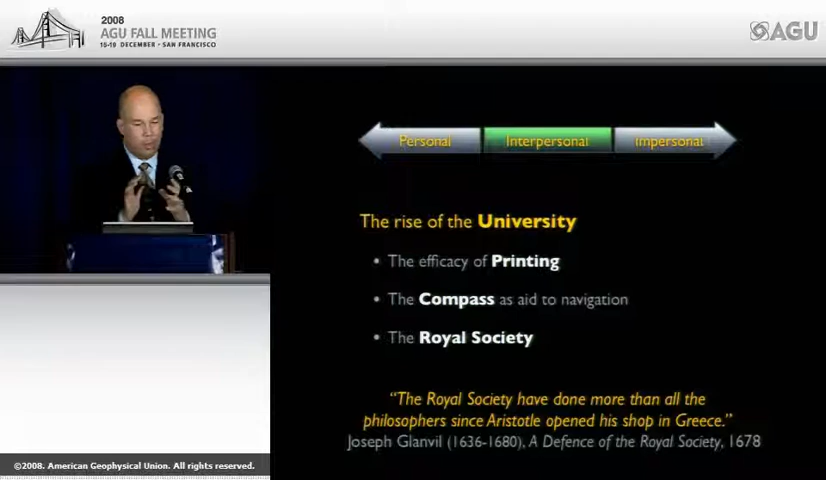 2008
AGU FALL MEETING
15-19 DECEMBER · SAN FRANCISCO
AGU
Personal
Interpersonal
Impersonal
The rise of the University
• The efficacy of Printing
• The Compass as aid to navigation
• The Royal Society
“The Royal Society have done more than all the
philosophers since Aristotle opened his shop in Greece.”
Joseph Glanvil (1636-1680), A Defence of the Royal Society, 1678
©2008. American Geophysical Union. All rights reserved.